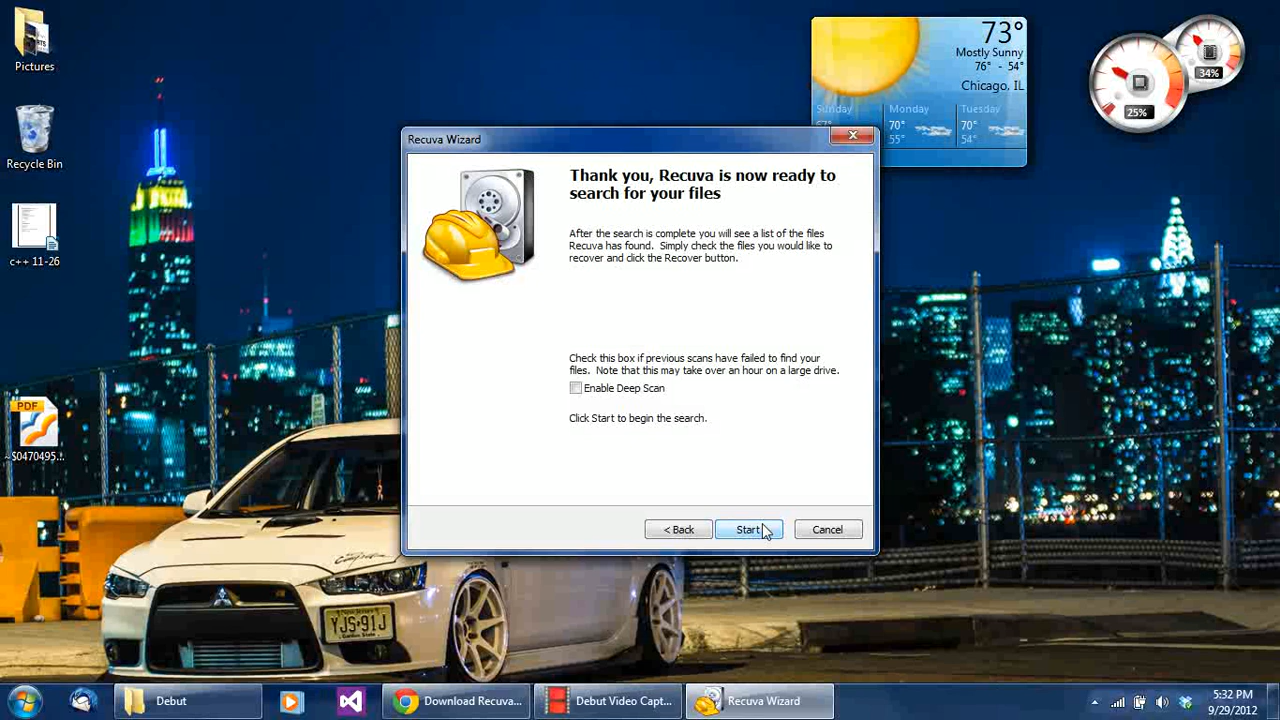 Pictures
Recycle Bin
c++ 11-26
PDF
~$0470495...
73°
Mostly Sunny
76° - 54°
Chicago, IL
Sunday
Monday
Tuesday
67°
70°
55°
70°
54°
34%
25%
Recuva Wizard
Thank you, Recuva is now ready to
search for your files
After the search is complete you will see a list of the files
Recuva has found. Simply check the files you would like to
recover and click the Recover button.
Check this box if previous scans have failed to find your
files. Note that this may take over an hour on a large drive.
Enable Deep Scan
Click Start to begin the search.
< Back
Start
Cancel
YJS 91J
Garden State
Debut
Download Recuva...
Debut Video Capt...
Recuva Wizard
5:32 PM
9/29/2012